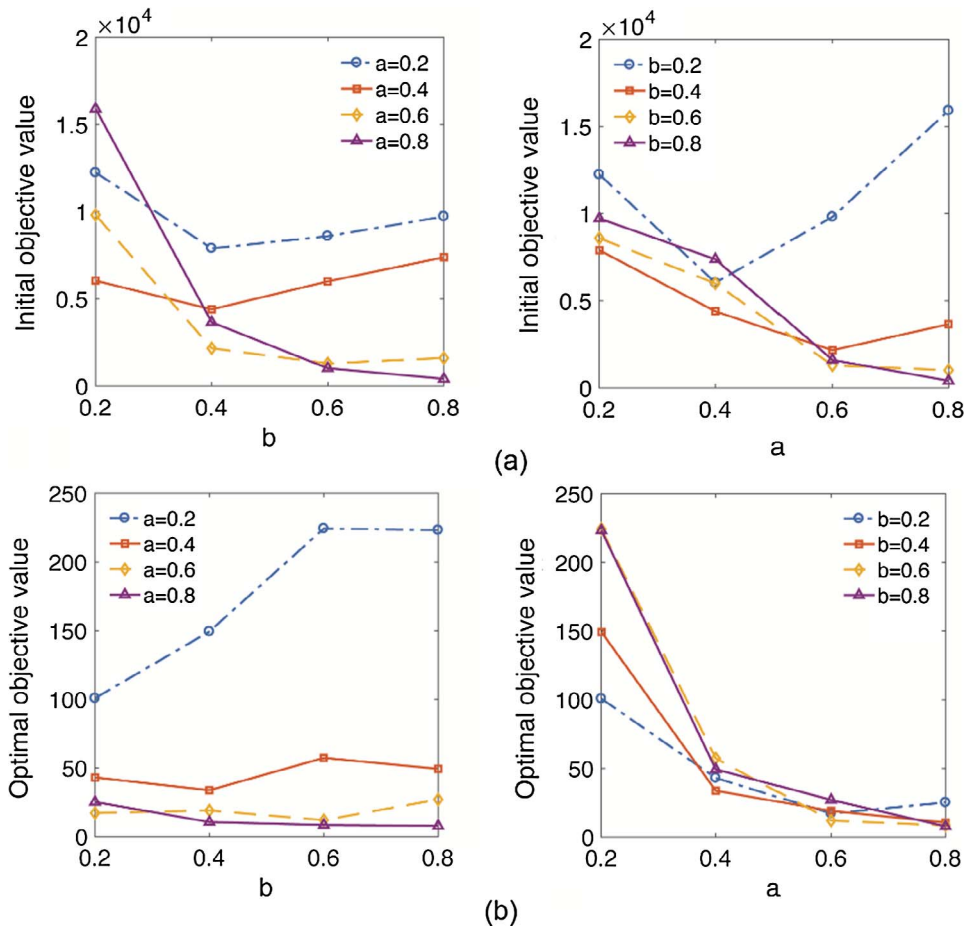 ×10⁴
2
1.5
1
0.5
0
0.2
0.4
0.6
0.8
Initial objective value
b
a=0.2
a=0.4
a=0.6
a=0.8
×10⁴
2
1.5
1
0.5
0
0.2
0.4
0.6
0.8
Initial objective value
a
b=0.2
b=0.4
b=0.6
b=0.8
(a)
250
200
150
100
50
0
0.2
0.4
0.6
0.8
Optimal objective value
b
a=0.2
a=0.4
a=0.6
a=0.8
250
200
150
100
50
0
0.2
0.4
0.6
0.8
Optimal objective value
a
b=0.2
b=0.4
b=0.6
b=0.8
(b)